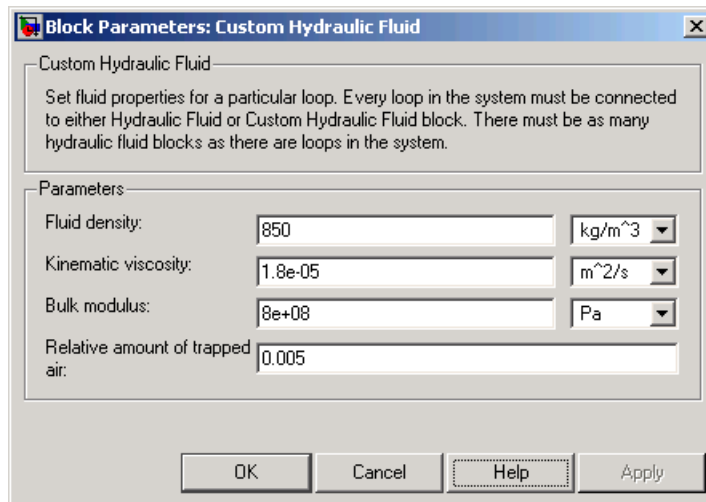 Block Parameters: Custom Hydraulic Fluid
Custom Hydraulic Fluid
Set fluid properties for a particular loop. Every loop in the system must be connected
to either Hydraulic Fluid or Custom Hydraulic Fluid block. There must be as many
hydraulic fluid blocks as there are loops in the system.
Parameters
Fluid density: 850 kg/m^3
Kinematic viscosity: 1.8e-05 m^2/s
Bulk modulus: 8e+08 Pa
Relative amount of trapped
air: 0.005
OK Cancel Help Apply